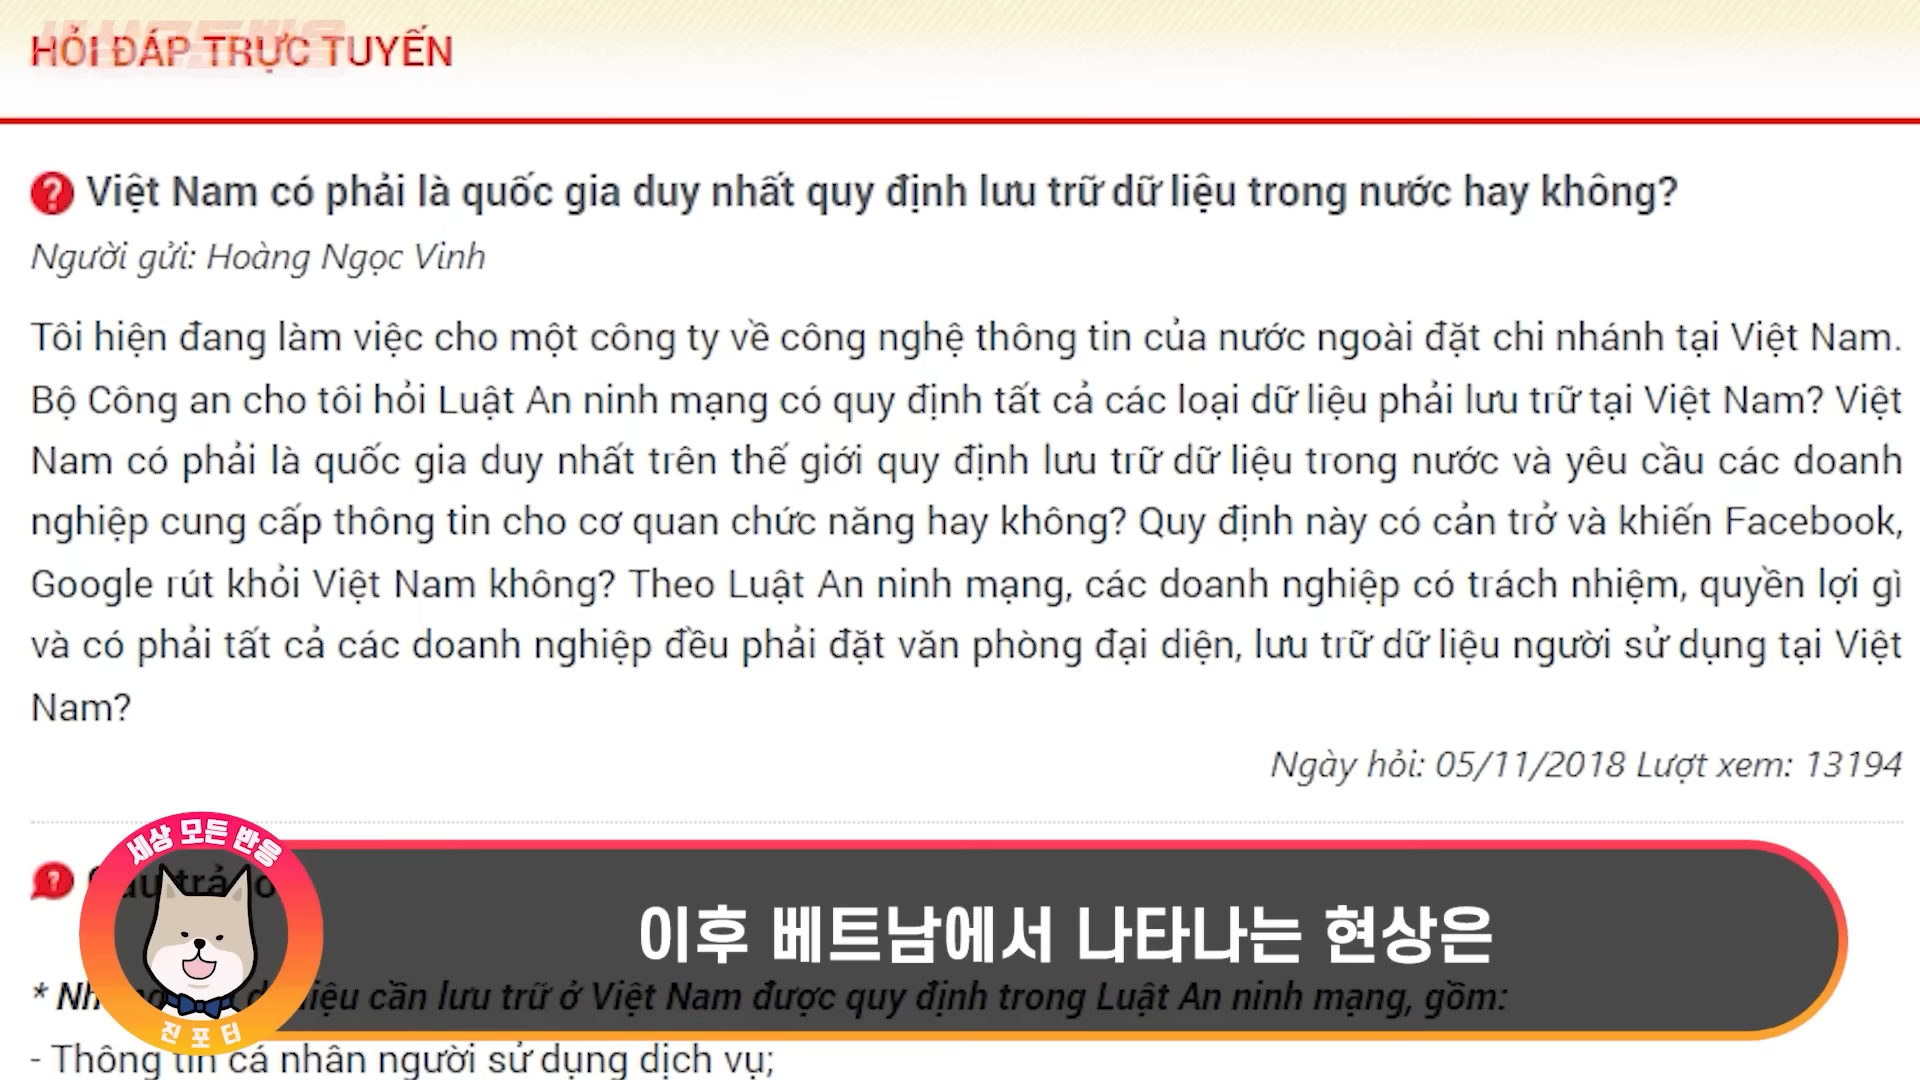 HỎI ĐÁP TRỰC TUYẾN
Việt Nam có phải là quốc gia duy nhất quy định lưu trữ dữ liệu trong nước hay không?
Người gửi: Hoàng Ngọc Vinh
Tôi hiện đang làm việc cho một công ty về công nghệ thông tin của nước ngoài đặt chi nhánh tại Việt Nam.
Bộ Công an cho tôi hỏi Luật An ninh mạng có quy định tất cả các loại dữ liệu phải lưu trữ tại Việt Nam? Việt
Nam có phải là quốc gia duy nhất trên thế giới quy định lưu trữ dữ liệu trong nước và yêu cầu các doanh
nghiệp cung cấp thông tin cho cơ quan chức năng hay không? Quy định này có cản trở và khiến Facebook,
Google rút khỏi Việt Nam không? Theo Luật An ninh mạng, các doanh nghiệp có trách nhiệm, quyền lợi gì
và có phải tất cả các doanh nghiệp đều phải đặt văn phòng đại diện, lưu trữ dữ liệu người sử dụng tại Việt
Nam?
Ngày hỏi: 05/11/2018 Lượt xem: 13194
세상 모든 반응
이후 베트남에서 나타나는 현상은
liệu cần lưu trữ ở Việt Nam được quy định trong Luật An ninh mạng, gồm:
진포터
- Thông tin cá nhân người sử dụng dịch vụ;